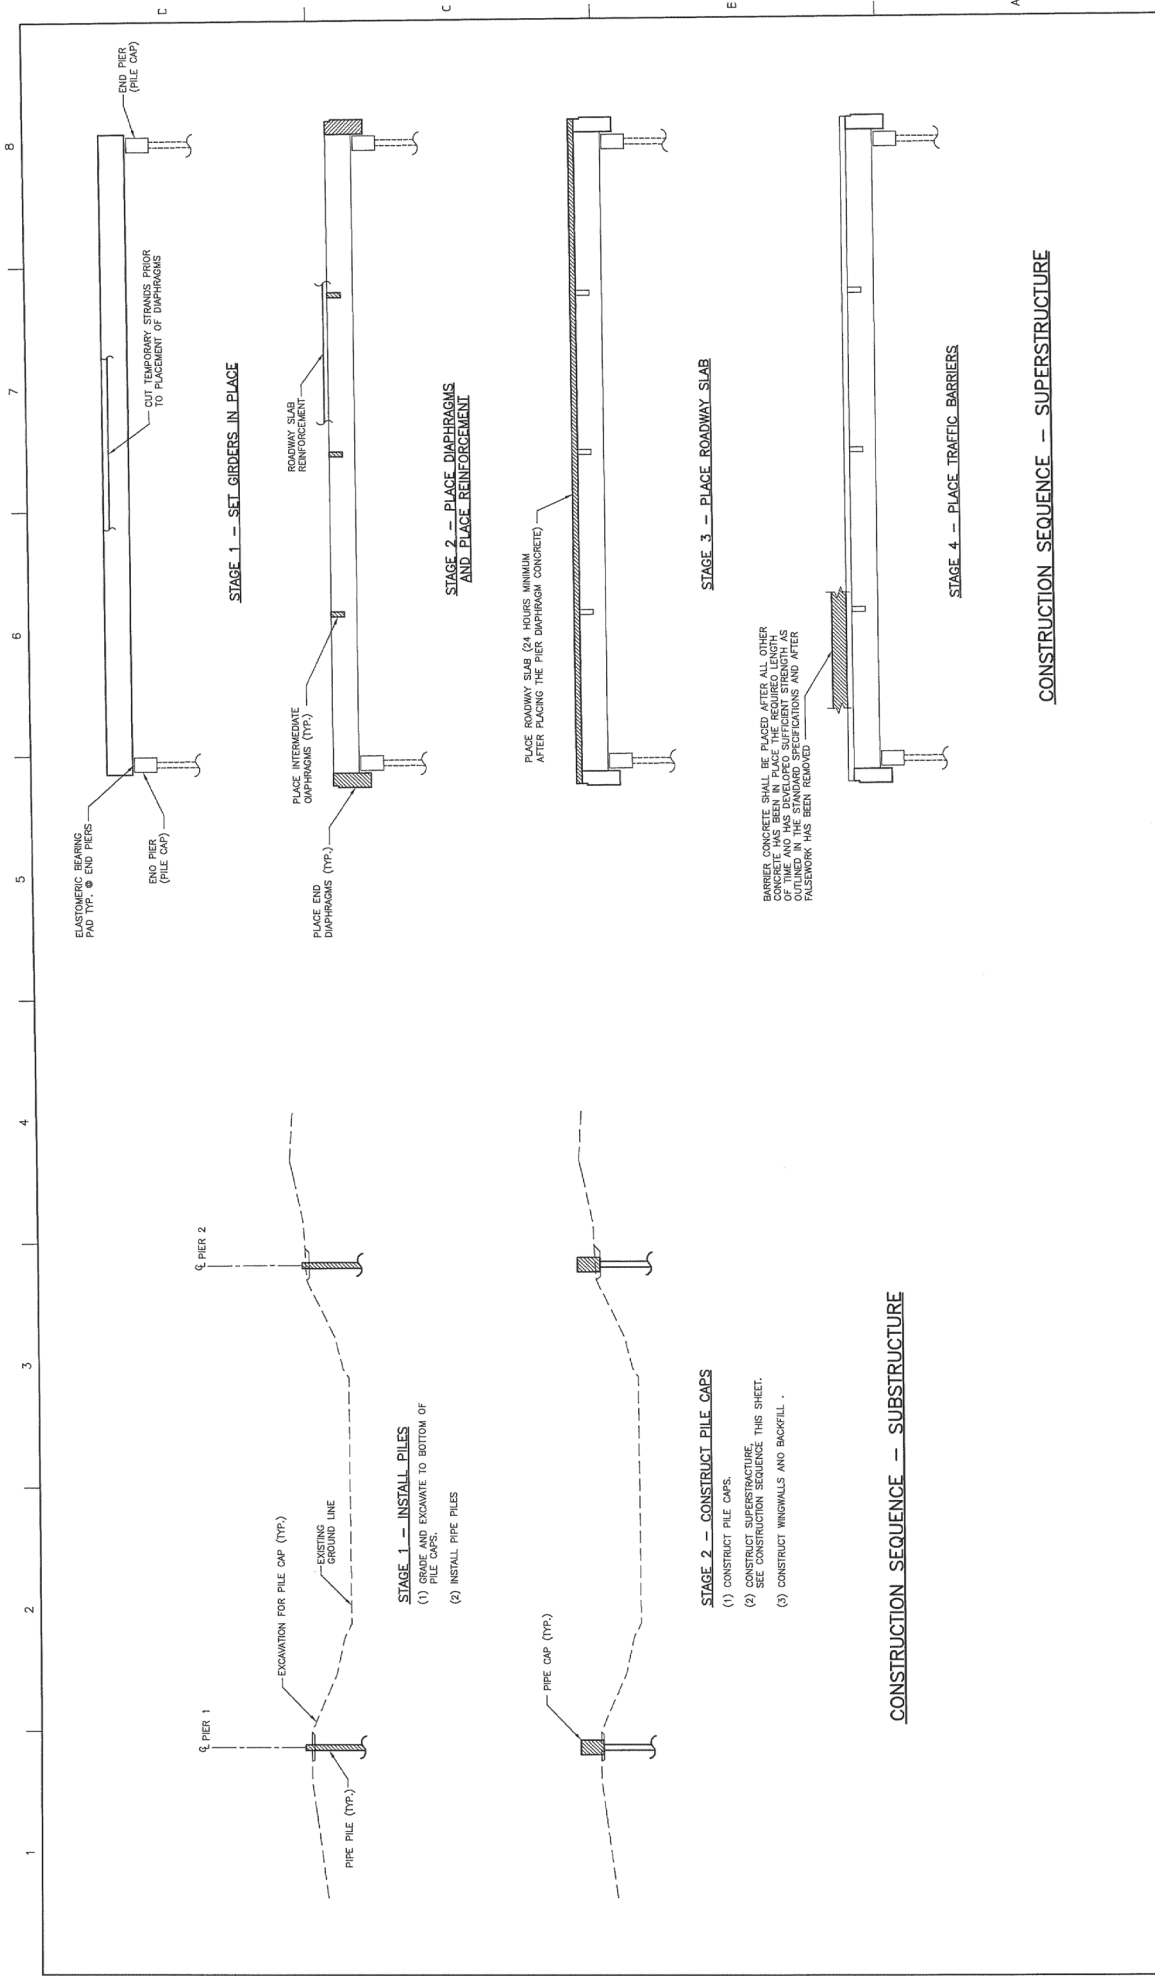 1
2
3
4
5
6
7
8
D
C
B
A
℄ PIER 1
℄ PIER 2
EXCAVATION FOR PILE CAP (TYP.)
EXISTING
GROUND LINE
PIPE PILE (TYP.)
STAGE 1 – INSTALL PILES
(1) GRADE AND EXCAVATE TO BOTTOM OF
PILE CAPS.
(2) INSTALL PIPE PILES
PIPE CAP (TYP.)
STAGE 2 – CONSTRUCT PILE CAPS
(1) CONSTRUCT PILE CAPS.
(2) CONSTRUCT SUPERSTRACTURE,
SEE CONSTRUCTION SEQUENCE THIS SHEET.
(3) CONSTRUCT WINGWALLS ANO BACKFILL .
CONSTRUCTION SEQUENCE – SUBSTRUCTURE
ELASTOMERIC BEARING
PAD TYP. @ END PIERS
ENO PIER
(PILE CAP)
CUT TEMPORARY STRANDS PRIOR
TO PLACEMENT OF DIAPHRAGMS
END PIER
(PILE CAP)
STAGE 1 – SET GIRDERS IN PLACE
PLACE END
DIAPHRAGMS (TYP.)
PLACE INTERMEDIATE
OIAPHRAGMS (TYP.)
ROADWAY SLAB
REINFORCEMENT
STAGE 2 – PLACE DIAPHRAGMS
AND PLACE REINFORCEMENT
PLACE ROADWAY SLAB (24 HOURS MINIMUM
AFTER PLACING THE PIER DIAPHRAGM CONCRETE)
STAGE 3 – PLACE ROADWAY SLAB
BARRIER CONCRETE SHALL BE PLACED AFTER ALL OTHER
CONCRETE HAS BEEN IN PLACE THE REQUIREO LENGTH
OF TIME ANO HAS DEVELOPEO SUFFICIENT STRENGTH AS
OUTLINED IN THE STANDARD SPECIFICATIONS AND AFTER
FALSEWORK HAS BEEN REMOVED
STAGE 4 – PLACE TRAFFIC BARRIERS
CONSTRUCTION SEQUENCE – SUPERSTRUCTURE